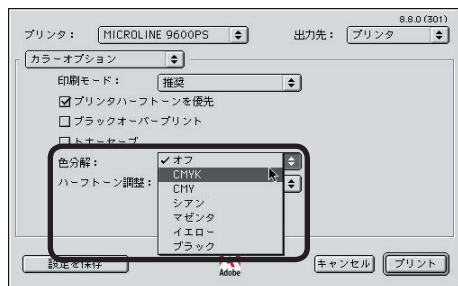 8.8.0 (301)
プリンタ： MICROLINE 9600PS 出力先： プリンタ
カラーオプション
印刷モード： 推奨
プリンタハーフトーンを優先
ブラックオーバープリント
トナーセーブ
色分解： ✓オフ
ハーフトーン調整： CMYK
CMY
シアン
マゼンタ
イエロー
ブラック
設定を保存 Adobe キャンセル プリント